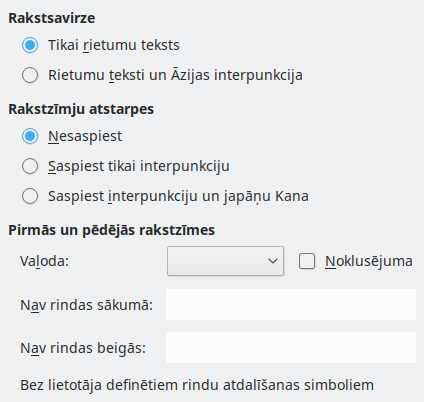 Rakstsavirze
Tikai rietumu teksts
Rietumu teksti un Āzijas interpunkcija
Rakstzīmju atstarpes
Nesaspiest
Saspiest tikai interpunkciju
Saspiest interpunkciju un japāņu Kana
Pirmās un pēdējās rakstzīmes
Valoda: Noklusējuma
Nav rindas sākumā:
Nav rindas beigās:
Bez lietotāja definētiem rindu atdalīšanas simboliem